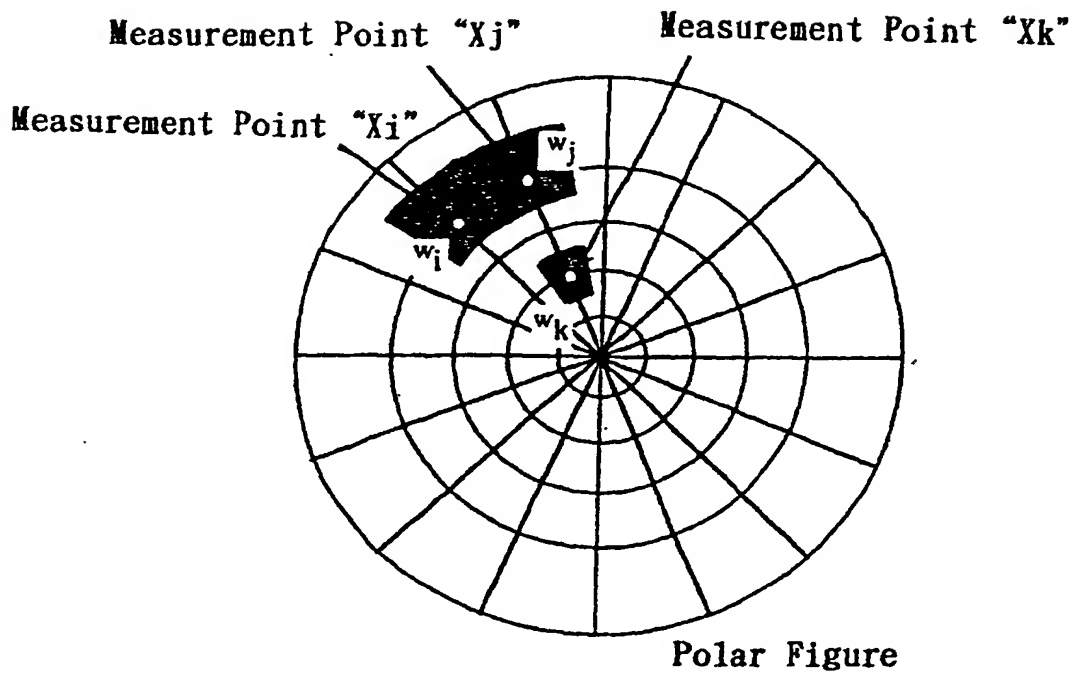 Measurement Point “Xj”
Measurement Point “Xk”
Measurement Point “Xi”
wj
wi
wk
Polar Figure